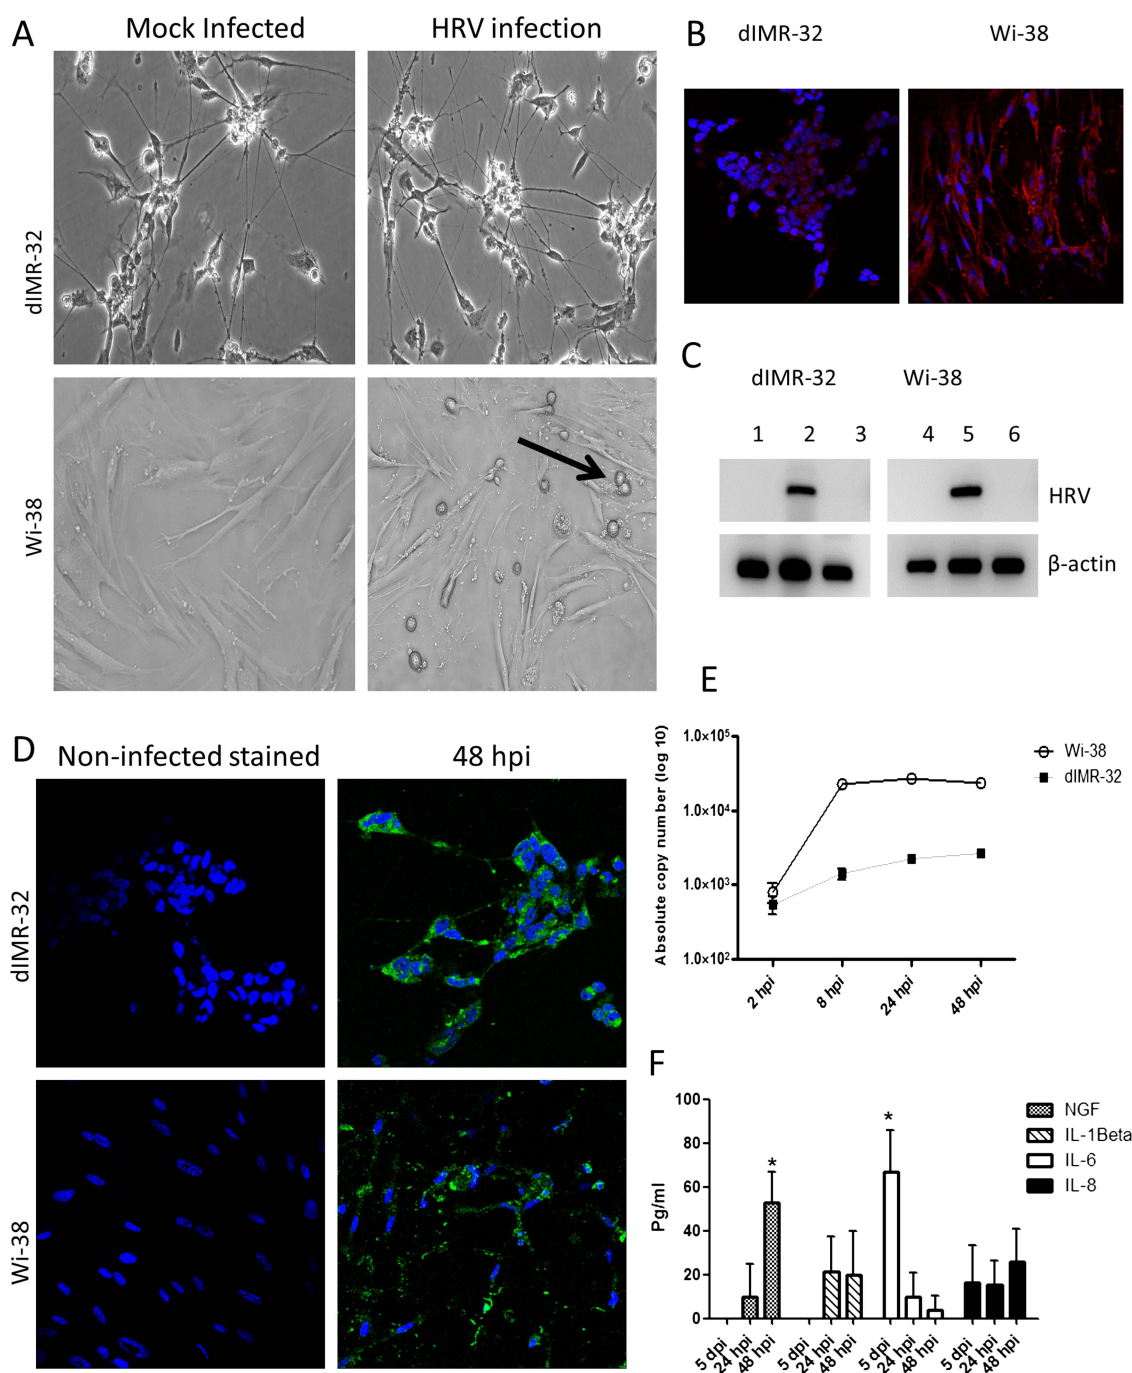 A
Mock Infected
HRV infection
dIMR-32
Wi-38
B
dIMR-32
Wi-38
C
dIMR-32
Wi-38
1 2 3 4 5 6
HRV
β-actin
D
Non-infected stained
48 hpi
dIMR-32
Wi-38
E
Absolute copy number (log 10)
1.0×10⁵
1.0×10⁴
1.0×10³
1.0×10²
2 hpi
8 hpi
24 hpi
48 hpi
Wi-38
dIMR-32
F
Pg/ml
100
80
60
40
20
0
*
*
5 dpi
24 hpi
48 hpi
5 dpi
24 hpi
48 hpi
5 dpi
24 hpi
48 hpi
5 dpi
24 hpi
48 hpi
NGF
IL-1Beta
IL-6
IL-8